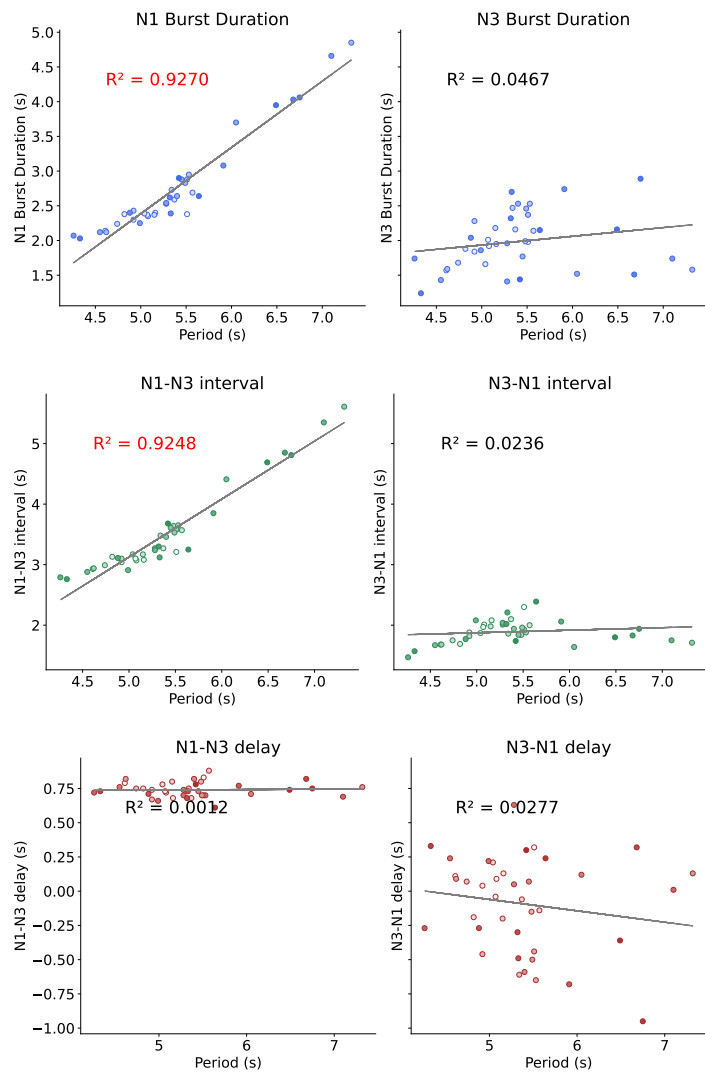 N1 Burst Duration
N3 Burst Duration
5.0
4.5
4.0
3.5
3.0
2.5
2.0
1.5
N1 Burst Duration (s)
R² = 0.9270
4.5 5.0 5.5 6.0 6.5 7.0
Period (s)
N3 Burst Duration (s)
R² = 0.0467
4.5 5.0 5.5 6.0 6.5 7.0
Period (s)
N1-N3 interval
N3-N1 interval
5
4
3
2
N1-N3 interval (s)
R² = 0.9248
4.5 5.0 5.5 6.0 6.5 7.0
Period (s)
N3-N1 interval (s)
R² = 0.0236
4.5 5.0 5.5 6.0 6.5 7.0
Period (s)
N1-N3 delay
N3-N1 delay
0.75
0.50
0.25
0.00
−0.25
−0.50
−0.75
−1.00
N1-N3 delay (s)
R² = 0.0012
5 6 7
Period (s)
N3-N1 delay (s)
R² = 0.0277
5 6 7
Period (s)